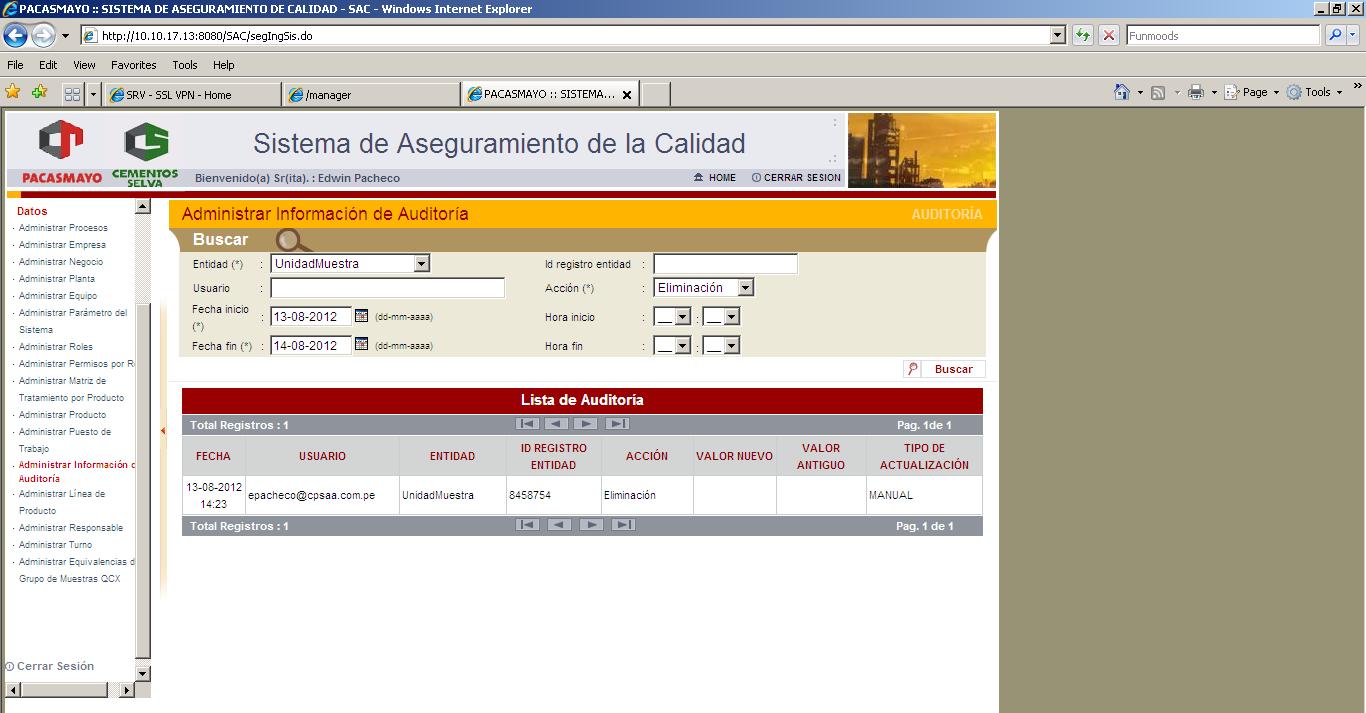 PACASMAYO :: SISTEMA DE ASEGURAMIENTO DE CALIDAD - SAC - Windows Internet Explorer
http://10.10.17.13:8080/SAC/segIngSis.do
Funmoods
File Edit View Favorites Tools Help
SRV - SSL VPN - Home
/manager
PACASMAYO :: SISTEMA... x
Page
Tools
»
PACASMAYO
CEMENTOS SELVA
Sistema de Aseguramiento de la Calidad
Bienvenido(a) Sr(ita). : Edwin Pacheco
HOME
CERRAR SESION
Datos
· Administrar Procesos
· Administrar Empresa
· Administrar Negocio
· Administrar Planta
· Administrar Equipo
· Administrar Parámetro del
Sistema
· Administrar Roles
· Administrar Permisos por R
· Administrar Matriz de
Tratamiento por Producto
· Administrar Producto
· Administrar Puesto de
Trabajo
· Administrar Información d
Auditoría
· Administrar Línea de
Producto
· Administrar Responsable
· Administrar Turno
· Administrar Equivalencias d
Grupo de Muestras QCX
Cerrar Sesión
Administrar Información de Auditoría
AUDITORÍA
Buscar
Entidad (*) : UnidadMuestra
Id registro entidad :
Usuario :
Acción (*) : Eliminación
Fecha inicio
(*) : 13-08-2012 (dd-mm-aaaa)
Hora inicio : __ : __
Fecha fin (*) : 14-08-2012 (dd-mm-aaaa)
Hora fin : __ : __
Buscar
Lista de Auditoría
Total Registros : 1 Pag. 1de 1
FECHA USUARIO ENTIDAD ID REGISTRO ENTIDAD ACCIÓN VALOR NUEVO VALOR ANTIGUO TIPO DE ACTUALIZACIÓN
13-08-2012 14:23 epacheco@cpsaa.com.pe UnidadMuestra 8458754 Eliminación MANUAL
Total Registros : 1 Pag. 1 de 1